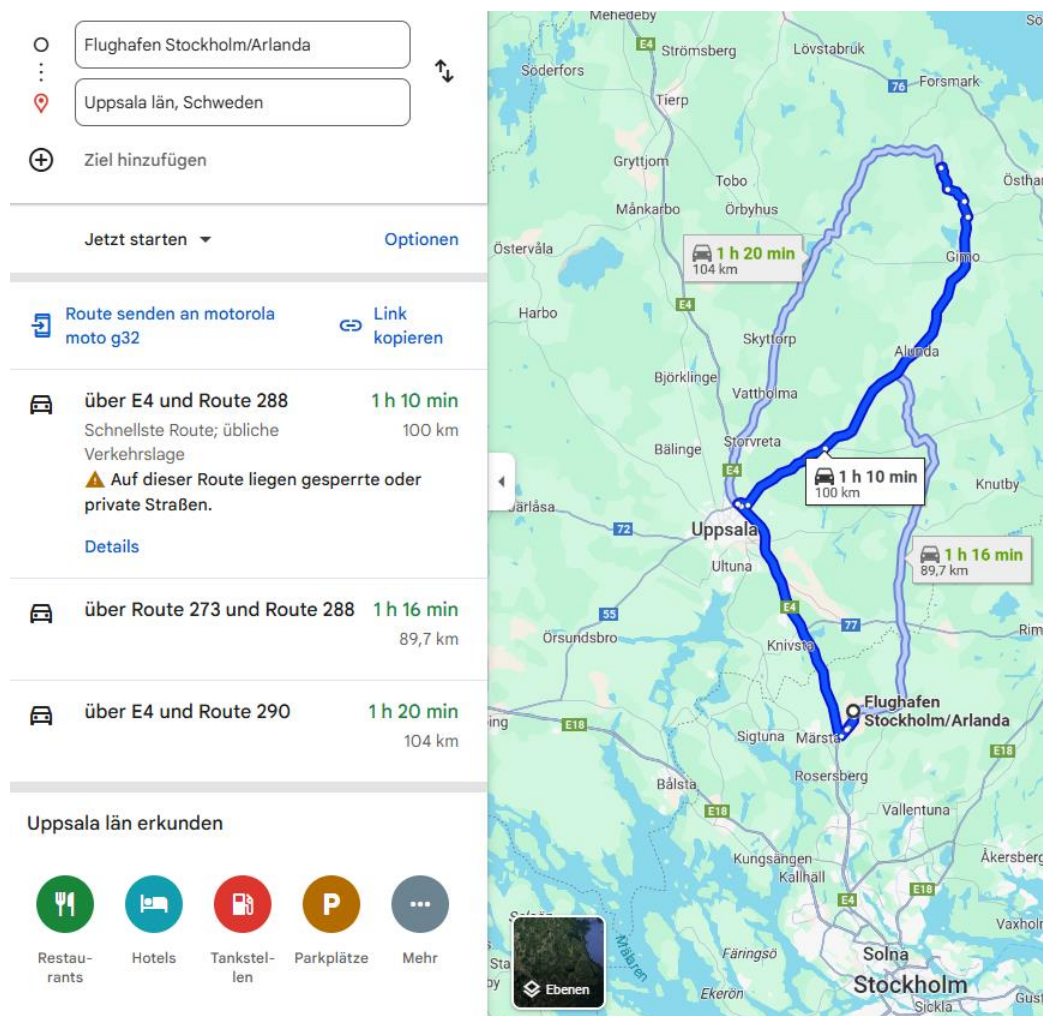 Flughafen Stockholm/Arlanda
Uppsala län, Schweden
Ziel hinzufügen
Jetzt starten
Optionen
Route senden an motorola
moto g32
Link
kopieren
über E4 und Route 288
1 h 10 min
Schnellste Route; übliche
Verkehrslage
100 km
Auf dieser Route liegen gesperrte oder
private Straßen.
Details
über Route 273 und Route 288
1 h 16 min
89,7 km
über E4 und Route 290
1 h 20 min
104 km
Uppsala län erkunden
P
Restau-
rants
Hotels
Tankstel-
len
Parkplätze
Mehr
Mehedeby
E4
Strömsberg
Lövstabruk
Söderfors
Forsmark
76
Tierp
Gryttjom
Tobo
Östha
Månkarbo
Örbyhus
Östervåla
1 h 20 min
104 km
Gimo
E4
Harbo
Skyttorp
Alunda
Björklinge
Vattholma
Bälinge
Storvreta
E4
1 h 10 min
100 km
Knutby
Järlåsa
72
Uppsala
Ultuna
1 h 16 min
89,7 km
E4
55
77
Örsundsbro
Knivsta
Rim
Flughafen
Stockholm/Arlanda
E18
Sigtuna
Märsta
E18
Rosersberg
Bålsta
E18
Vallentuna
Kungsängen
Kallhäll
Åkersberg
E18
E4
Vaxholm
Mälaren
Färingsö
Solna
Ebenen
Ekerön
Stockholm
Sickla
Gust